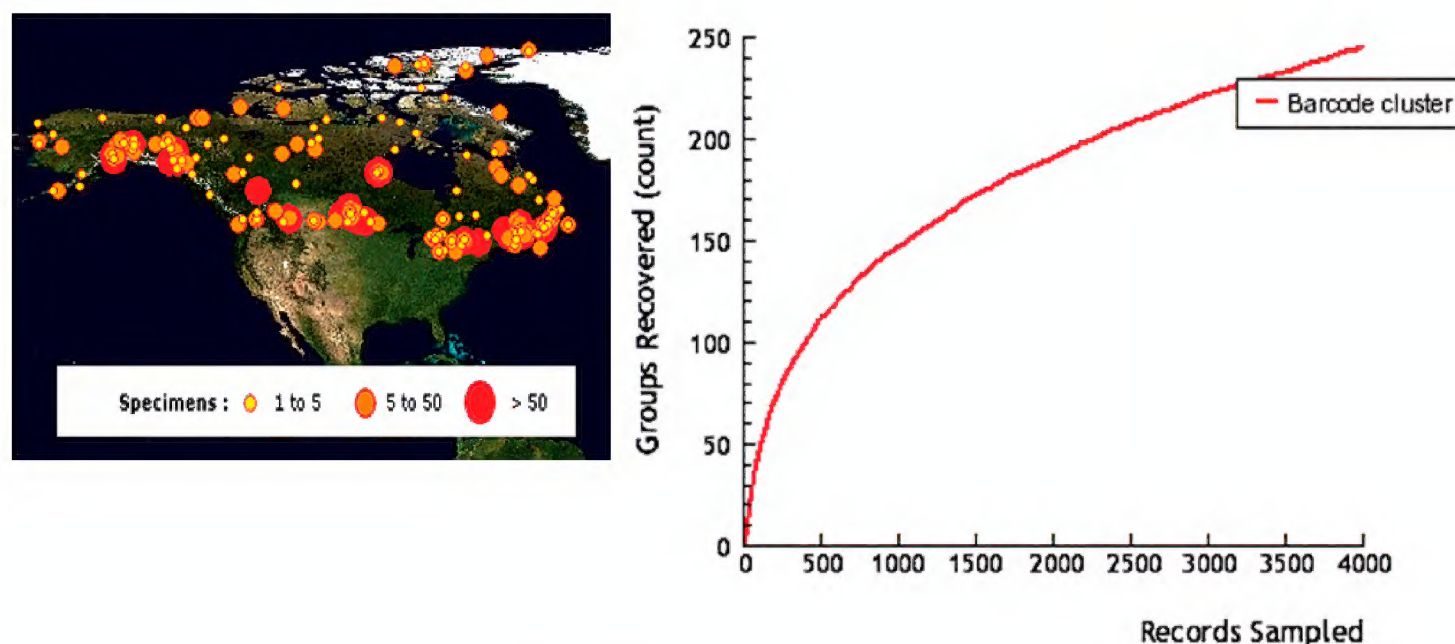 Specimens : 1 to 5 5 to 50 > 50
Groups Recovered (count)
250
200
150
100
50
0
Barcode cluster
0 500 1000 1500 2000 2500 3000 3500 4000
Records Sampled